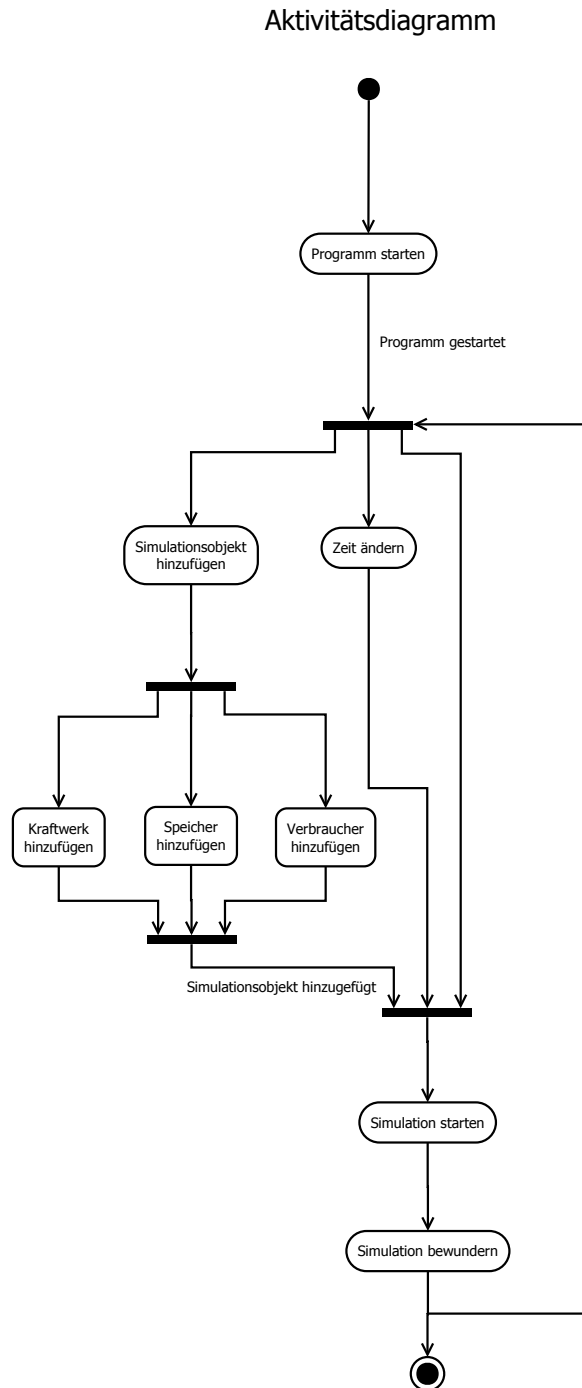 Aktivitätsdiagramm
Programm starten
Programm gestartet
Simulationsobjekt
hinzufügen
Zeit ändern
Kraftwerk
hinzufügen
Speicher
hinzufügen
Verbraucher
hinzufügen
Simulationsobjekt hinzugefügt
Simulation starten
Simulation bewundern